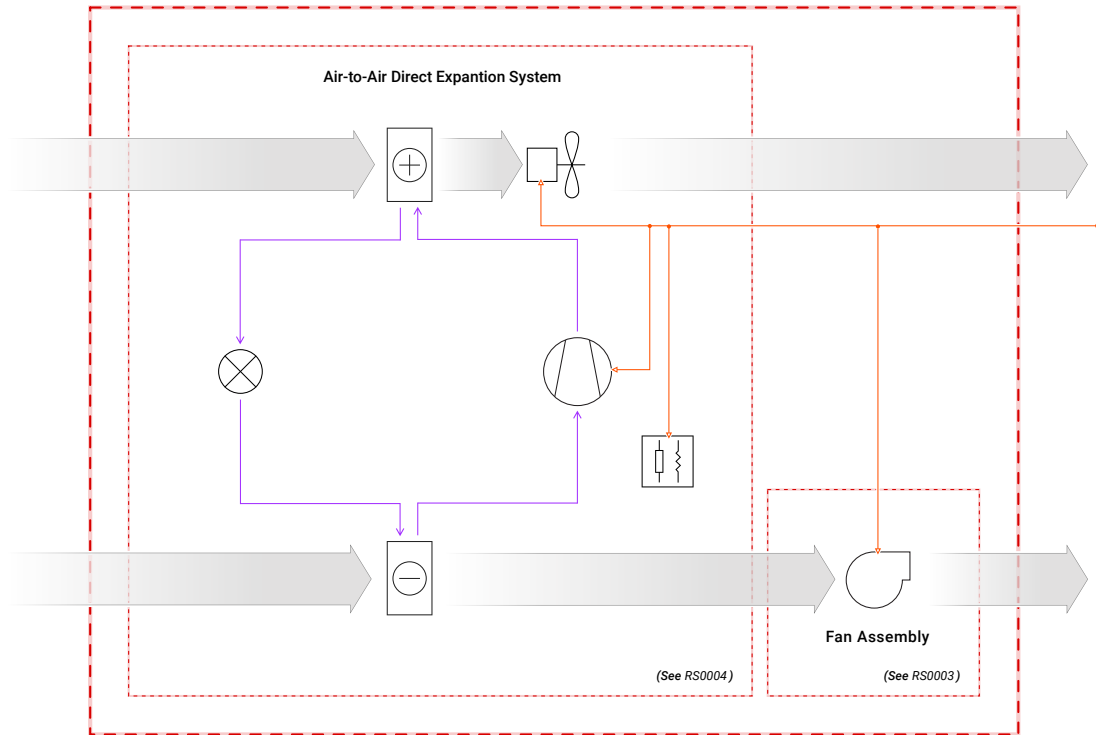 Air-to-Air Direct Expantion System
Fan Assembly
(See RS0004)
(See RS0003)